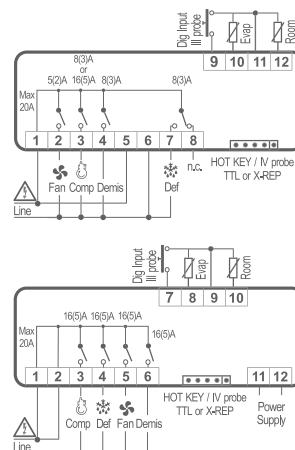 Dig Input
III probe
Evap
Room
9 10 11 12
8(3)A
or
5(2)A 16(5)A 8(3)A 8(3)A
Max
20A
1 2 3 4 5 6 7 8
Fan Comp Demis Def n.c.
HOT KEY / IV probe
TTL or X-REP
Line
Dig Input
III probe
Evap
Room
7 8 9 10
16(5)A 16(5)A 16(5)A
16(5)A
Max
20A
1 2 3 4 5 6 11 12
HOT KEY / IV probe
TTL or X-REP
Power
Supply
Comp Def Fan Demis
Line